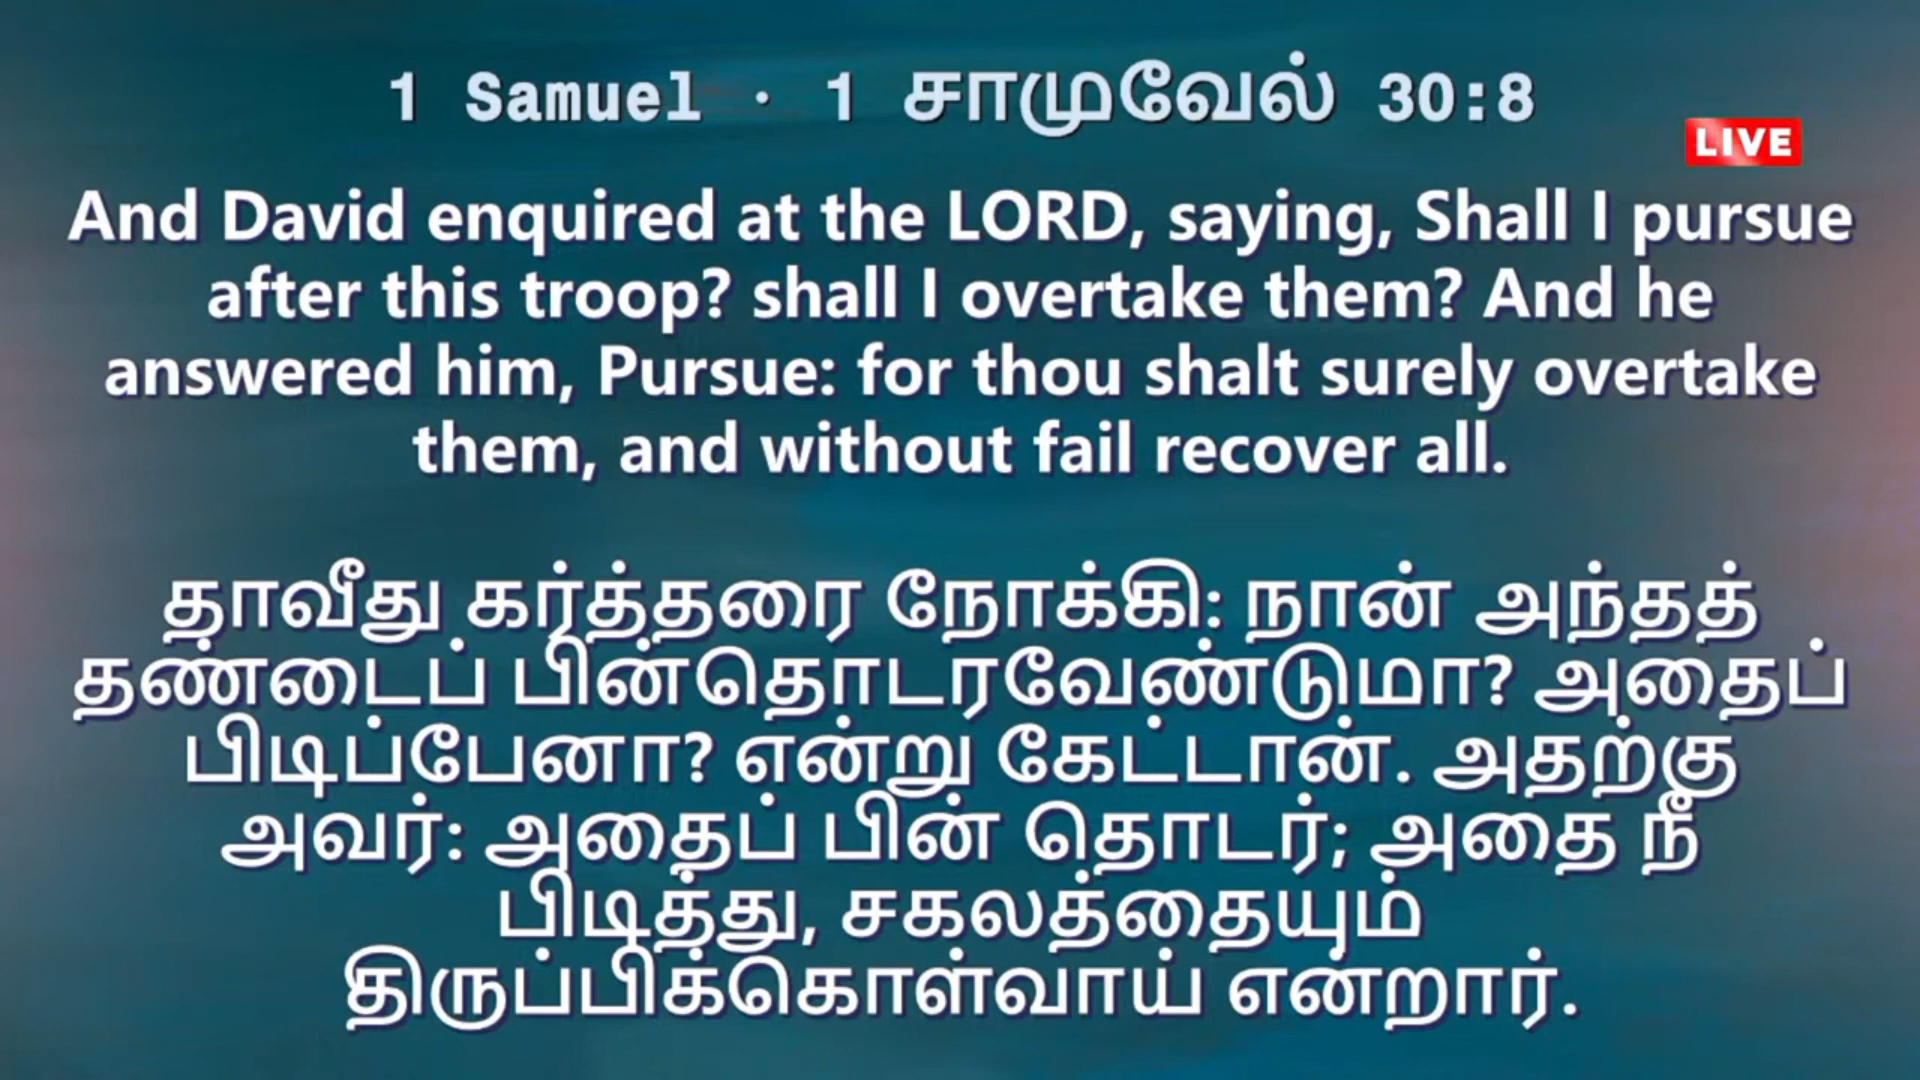 1 Samuel · 1 சாமுவேல் 30:8
LIVE
And David enquired at the LORD, saying, Shall I pursue
after this troop? shall I overtake them? And he
answered him, Pursue: for thou shalt surely overtake
them, and without fail recover all.
தாவீது கர்த்தரை நோக்கி: நான் அந்தத்
தண்டைப் பின்தொடரவேண்டுமா? அதைப்
பிடிப்பேனா? என்று கேட்டான். அதற்கு
அவர்: அதைப் பின் தொடர்; அதை நீ
பிடித்து, சகலத்தையும்
திருப்பிக்கொள்வாய் என்றார்.